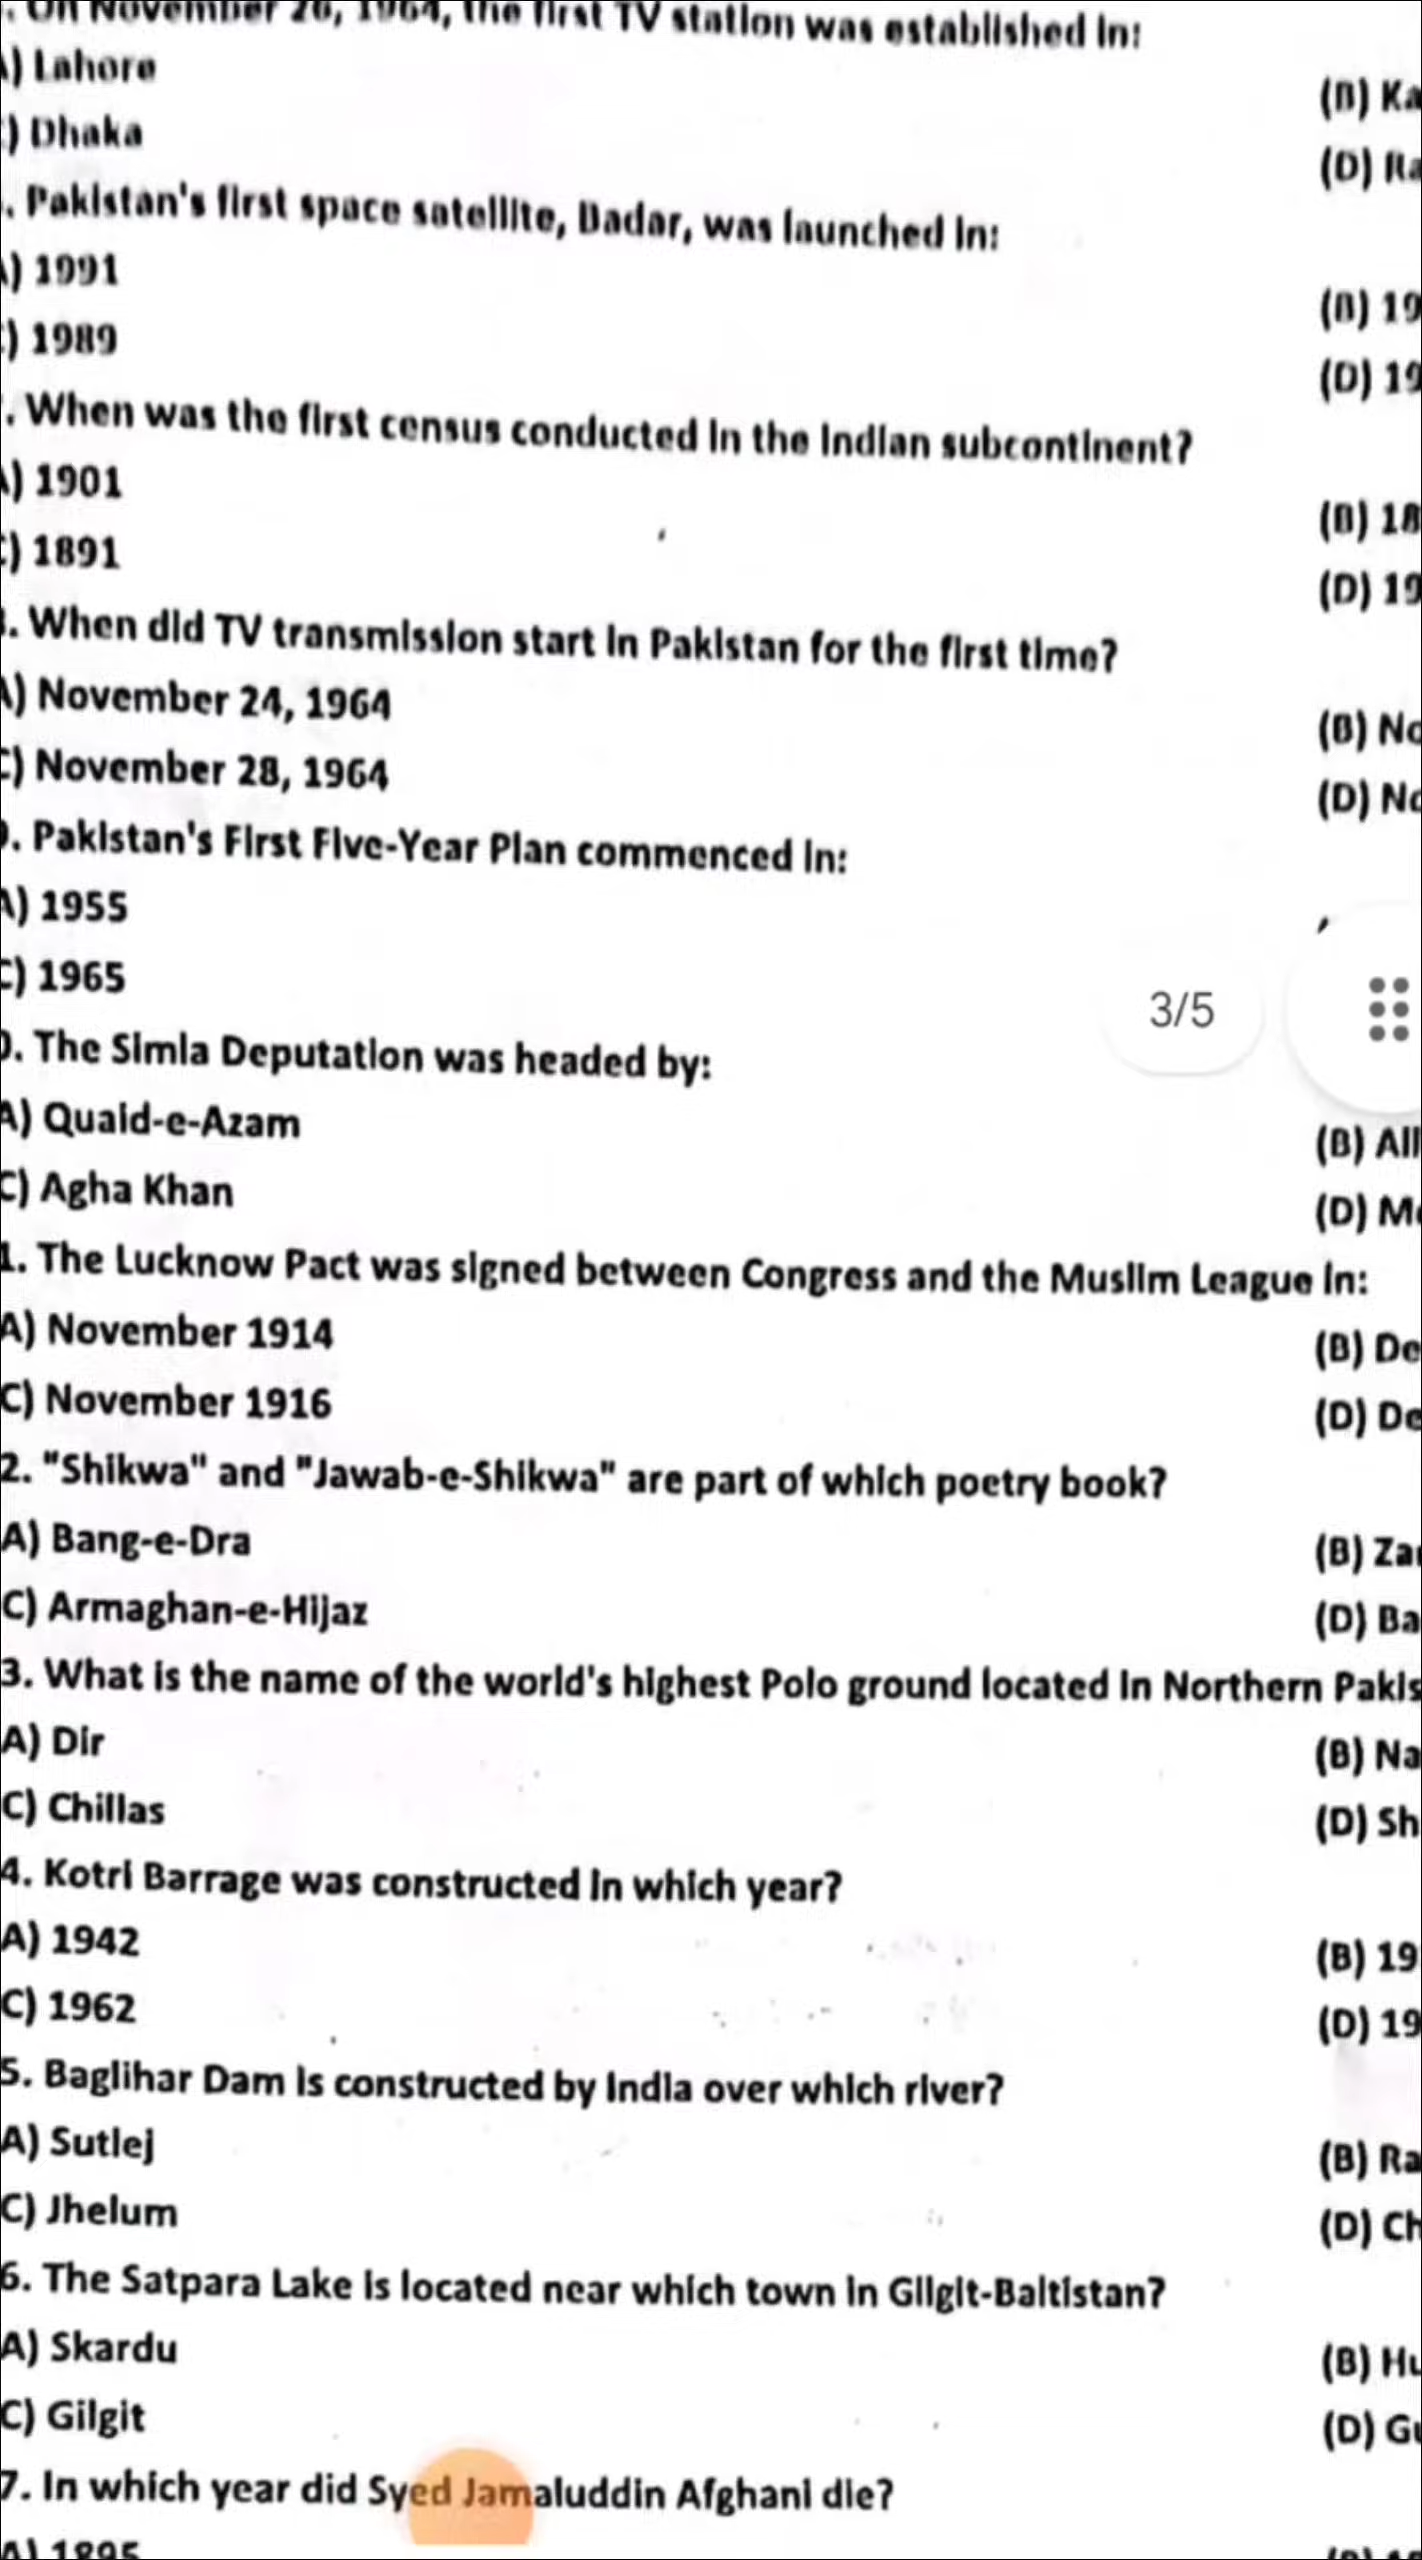 . On November 26, 1964, the first TV station was established in:
) Lahore
(B) Ka
) Dhaka
(D) Ra
. Pakistan's first space satellite, Badar, was launched in:
) 1991
(B) 19
) 1989
(D) 19
. When was the first census conducted in the Indian subcontinent?
) 1901
(B) 18
) 1891
(D) 19
. When did TV transmission start in Pakistan for the first time?
A) November 24, 1964
(B) No
C) November 28, 1964
(D) No
. Pakistan's First Five-Year Plan commenced in:
A) 1955
C) 1965
3/5
0. The Simla Deputation was headed by:
A) Quaid-e-Azam
(B) All
C) Agha Khan
(D) Mo
1. The Lucknow Pact was signed between Congress and the Muslim League in:
A) November 1914
(B) De
C) November 1916
(D) De
2. "Shikwa" and "Jawab-e-Shikwa" are part of which poetry book?
A) Bang-e-Dra
(B) Za
C) Armaghan-e-Hijaz
(D) Ba
3. What is the name of the world's highest Polo ground located in Northern Pakis
A) Dir
(B) Na
C) Chillas
(D) Sh
4. Kotri Barrage was constructed in which year?
A) 1942
(B) 19
C) 1962
(D) 19
5. Baglihar Dam is constructed by India over which river?
A) Sutlej
(B) Ra
C) Jhelum
(D) Ch
6. The Satpara Lake is located near which town in Gilgit-Baltistan?
A) Skardu
(B) Hu
C) Gilgit
(D) Gu
7. In which year did Syed Jamaluddin Afghani die?
A) 1895